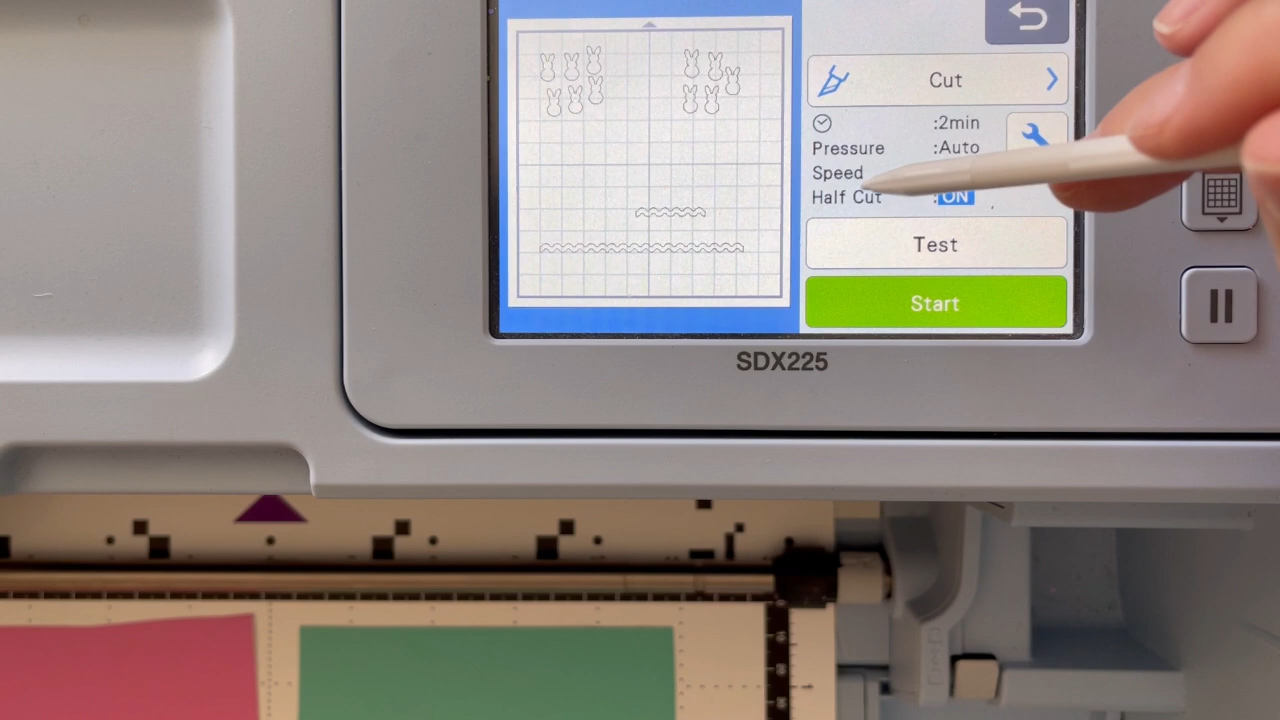 Cut
:2min
Pressure :Auto
Speed
Half Cut :ON
Test
Start
SDX225